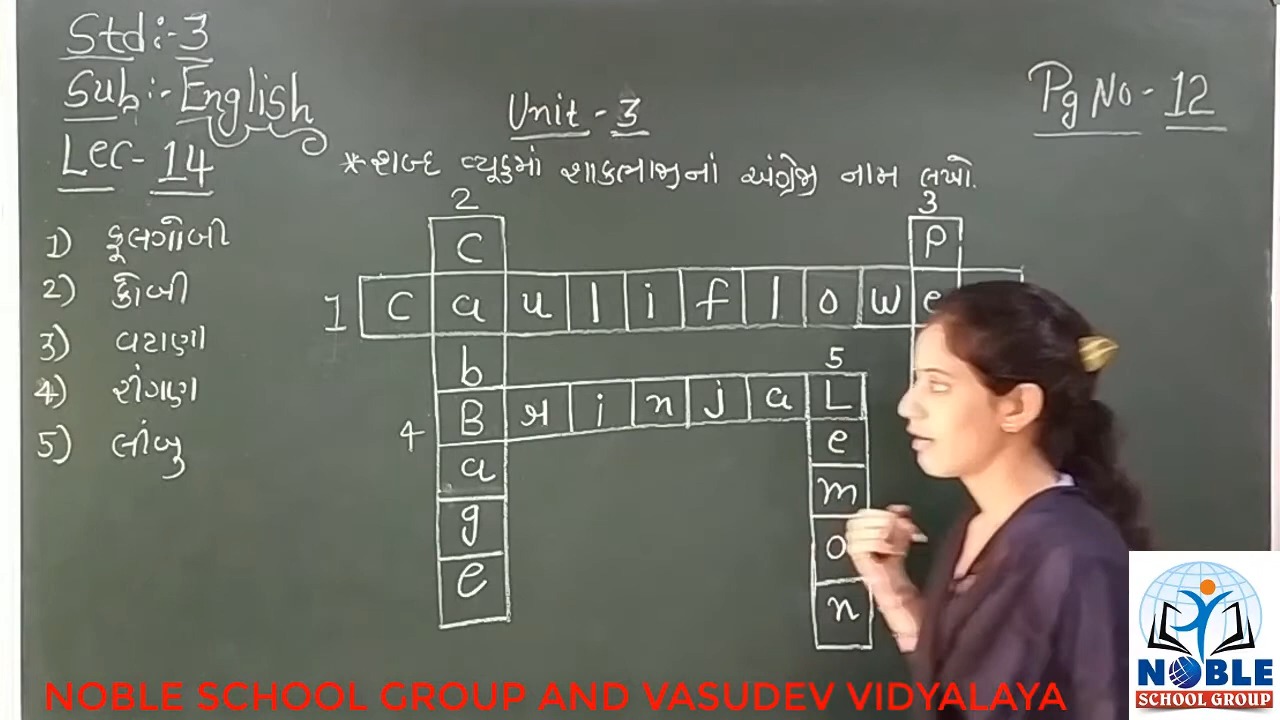 Std:-3
Sub:-English
Lec-14
Unit-3
Pg No-12
*શબ્દ વ્યૂહમાં શાકભાજીનાં અંગ્રેજી નામ લખો.
1) ફૂલગોબી
2) કોબી
3) વટાણા
4) રીંગણ
5) લીંબુ
2
3
C
P
1 C a u l i f l o w e
b
5
4 B r i n j a L
a
e
g
m
e
o
n
NOBLE SCHOOL GROUP AND VASUDEV VIDYALAYA
NOBLE
SCHOOL GROUP